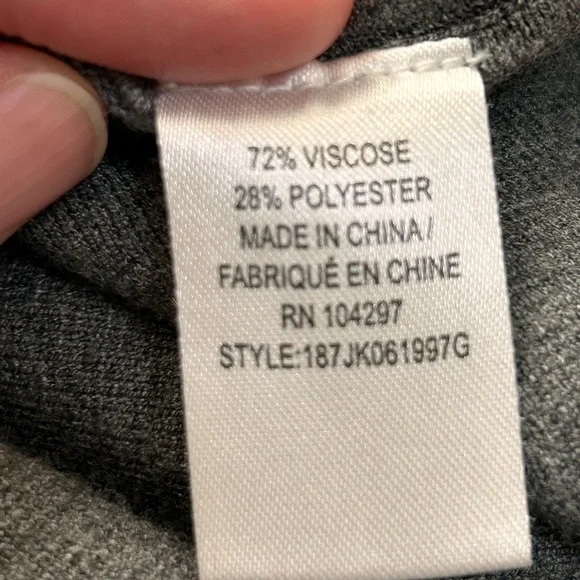 72% VISCOSE
28% POLYESTER
MADE IN CHINA /
FABRIQUÉ EN CHINE
RN 104297
STYLE:187JK061997G